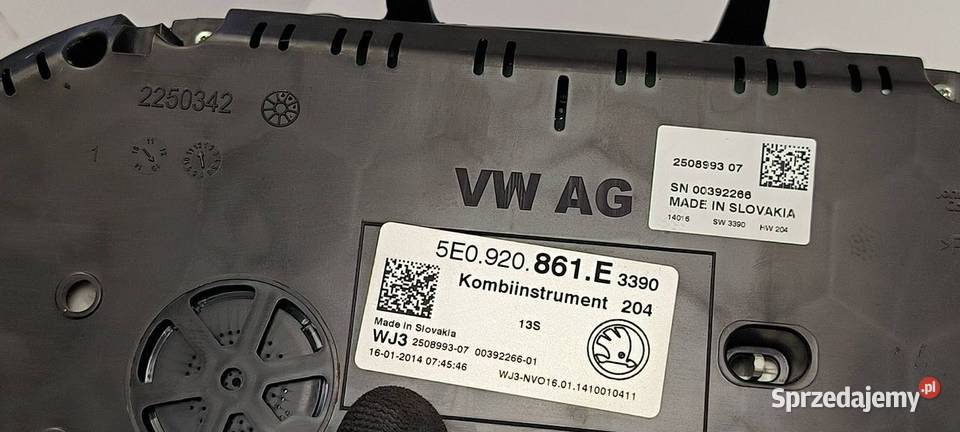 2250342
1
VW AG
2508993 07
SN 00392266
MADE IN SLOVAKIA
14016 SW 3390 HW 204
5E0.920.861.E 3390
Kombiinstrument 204
13S
Made in Slovakia
WJ3 2508993-07 00392266-01
16-01-2014 07:45:46
WJ3-NVO16.01.1410010411
Sprzedajemy.pl